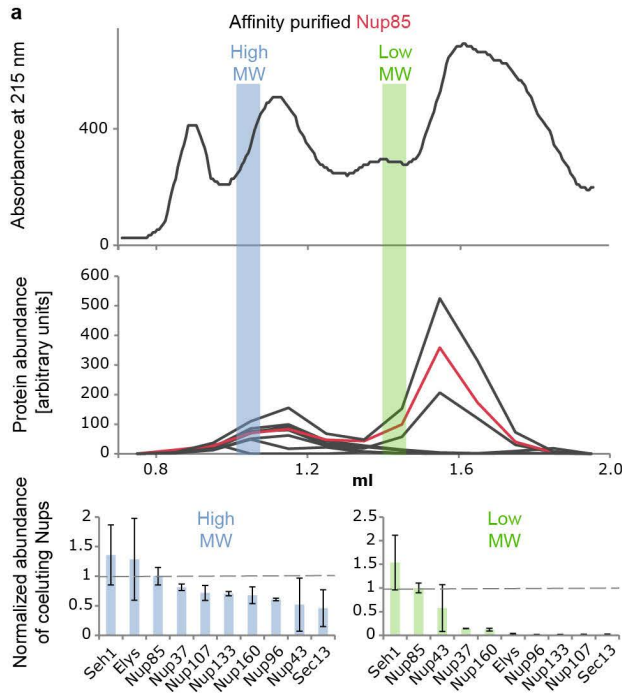 a
Affinity purified Nup85
High
MW
Low
MW
Absorbance at 215 nm
400
0
Protein abundance
[arbitrary units]
600
500
400
300
200
100
0
0.8
1.2
1.6
2.0
ml
Normalized abundance
of coeluting Nups
High
MW
2
1.5
1
0.5
0
Seh1
Elys
Nup85
Nup37
Nup107
Nup133
Nup160
Nup96
Nup43
Sec13
Low
MW
2.5
2
1.5
1
0.5
0
Seh1
Nup85
Nup43
Nup37
Nup160
Elys
Nup96
Nup133
Nup107
Sec13